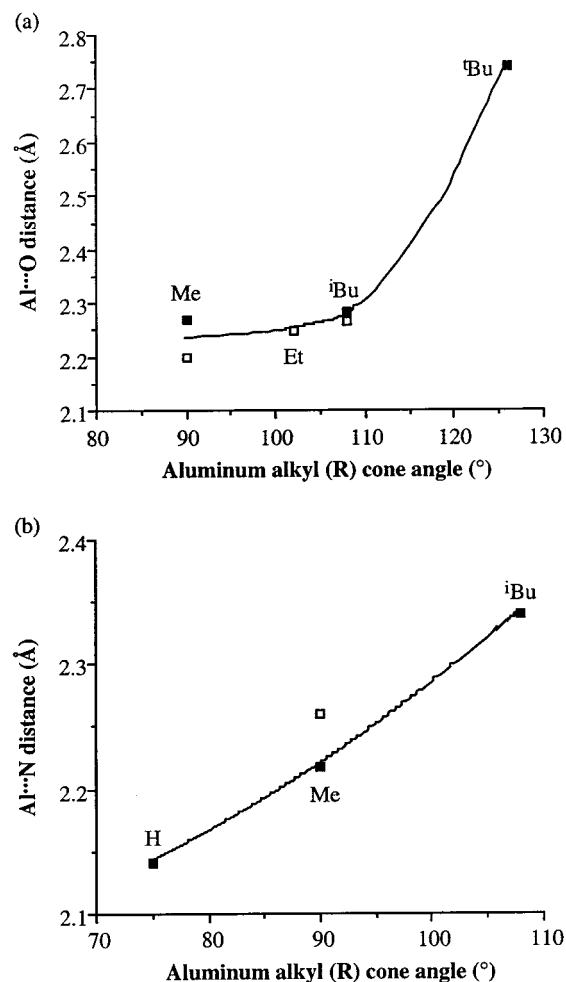 (a)
2.8
2.7
2.6
2.5
2.4
2.3
2.2
2.1
Al···O distance (Å)
tBu
Me
iBu
Et
80 90 100 110 120 130
Aluminum alkyl (R) cone angle (°)
(b)
2.4
2.3
2.2
2.1
Al···N distance (Å)
iBu
Me
H
70 80 90 100 110
Aluminum alkyl (R) cone angle (°)